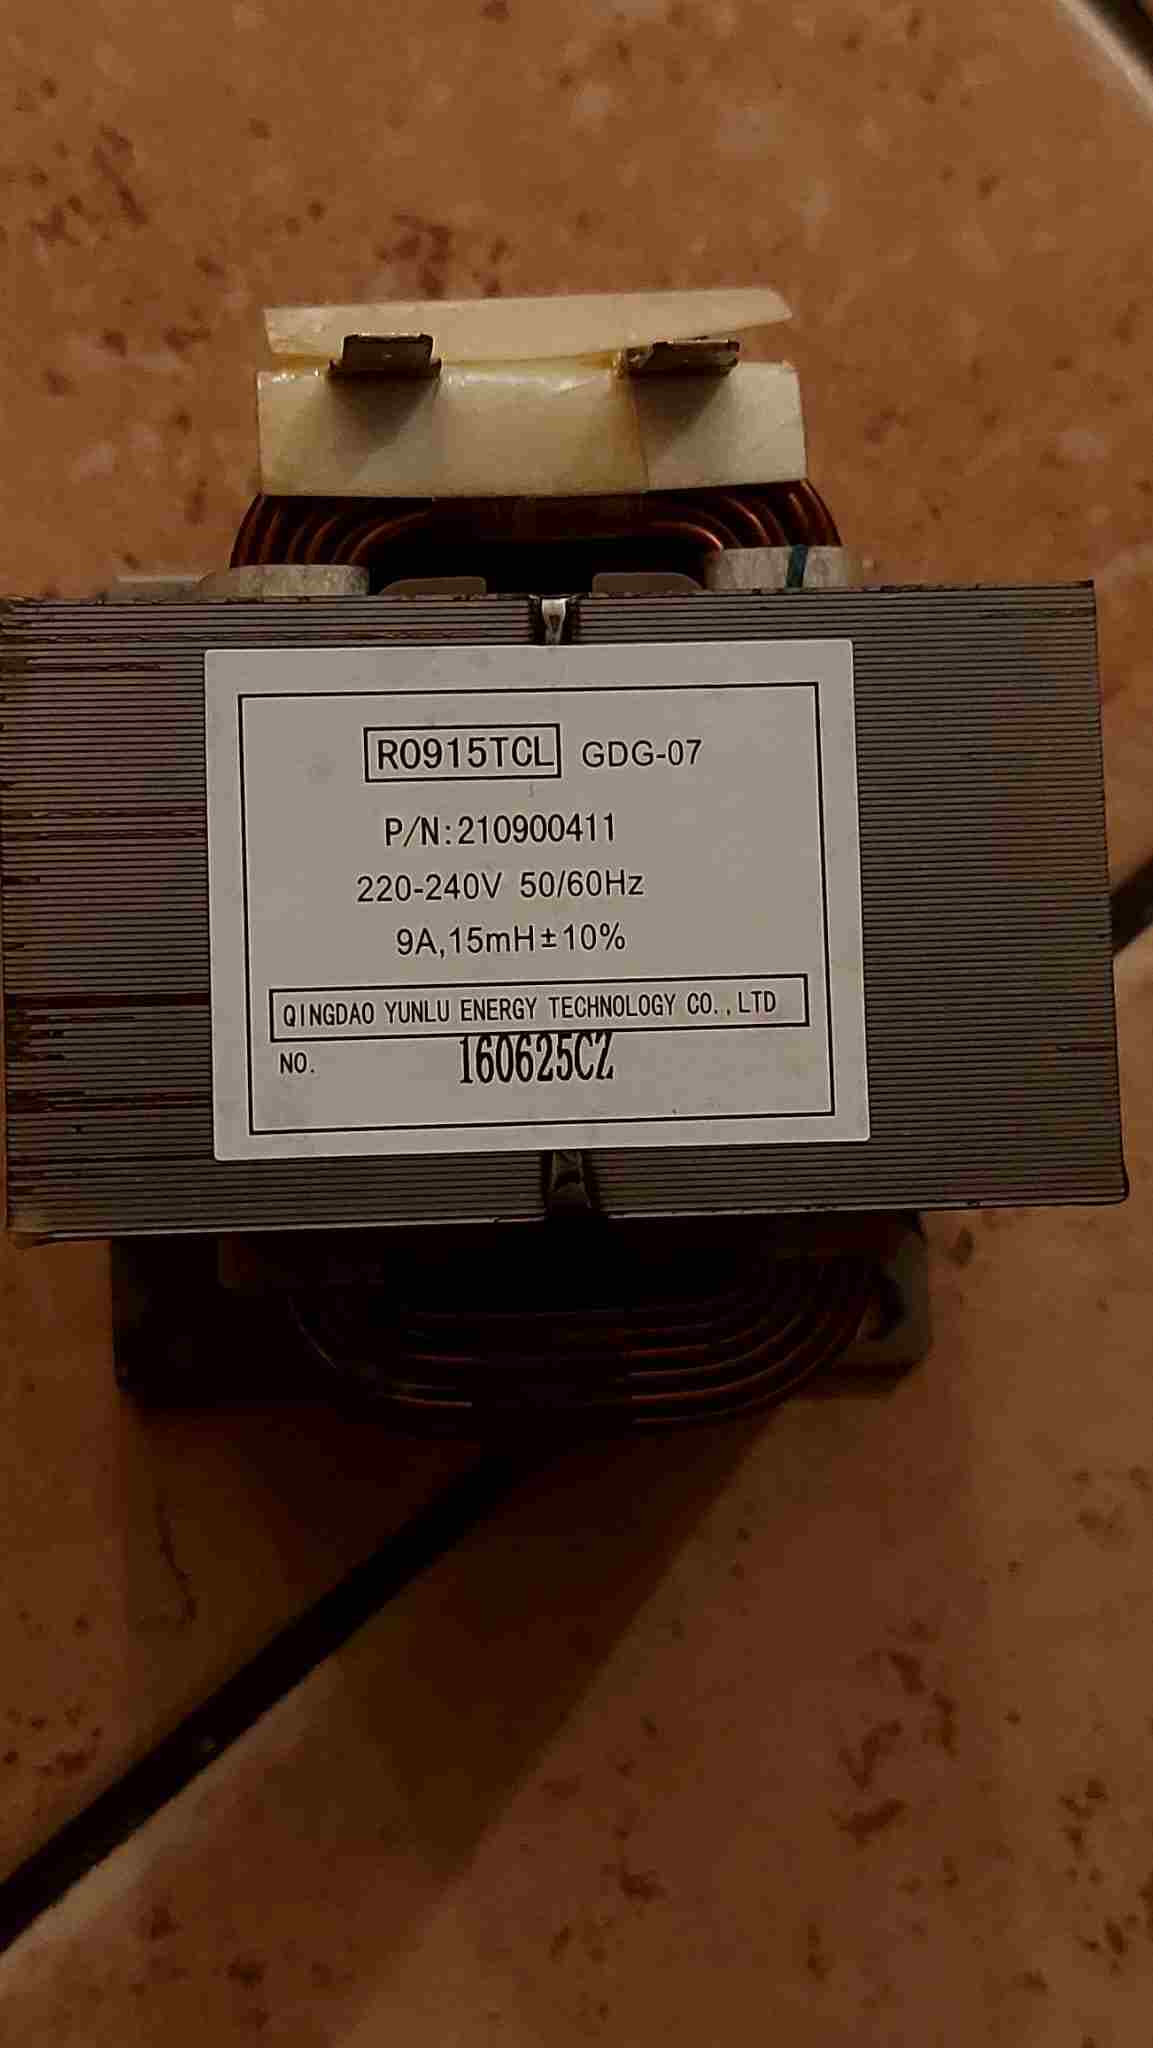 R0915TCL GDG-07
P/N:210900411
220-240V 50/60Hz
9A,15mH±10%
QINGDAO YUNLU ENERGY TECHNOLOGY CO.,LTD
NO. 160625CZ